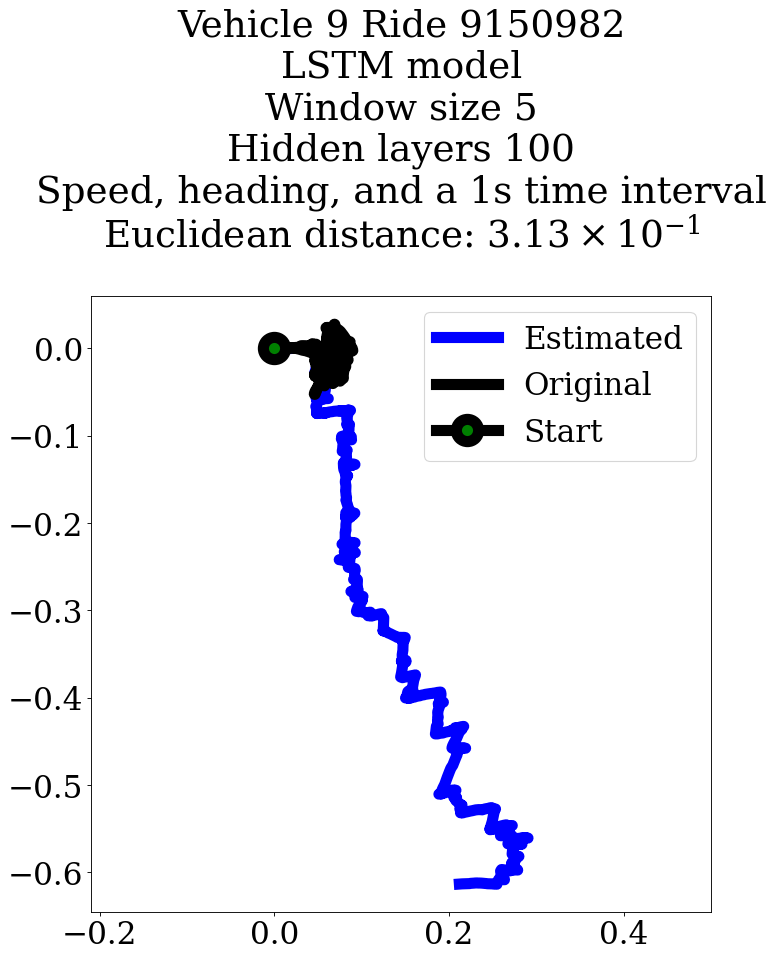 Vehicle 9 Ride 9150982
LSTM model
Window size 5
Hidden layers 100
Speed, heading, and a 1s time interval
Euclidean distance: 3.13 × 10⁻¹
Estimated
Original
Start
0.0
−0.1
−0.2
−0.3
−0.4
−0.5
−0.6
−0.2 0.0 0.2 0.4